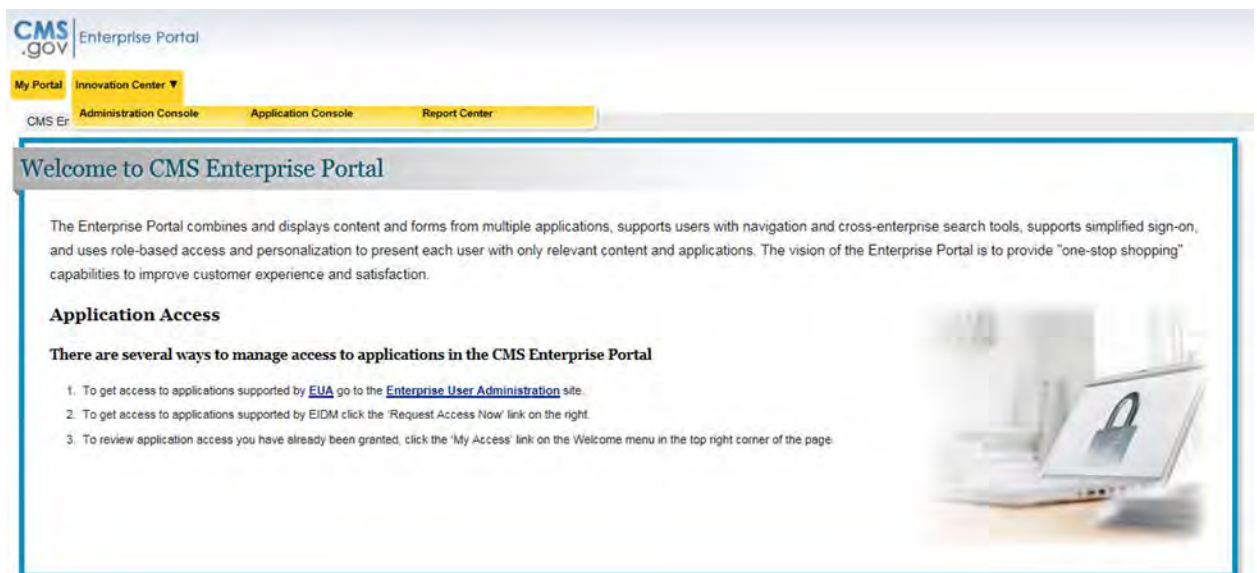 CMS
.gov
Enterprise Portal
My Portal Innovation Center ▼
CMS Er Administration Console Application Console Report Center
Welcome to CMS Enterprise Portal
The Enterprise Portal combines and displays content and forms from multiple applications, supports users with navigation and cross-enterprise search tools, supports simplified sign-on,
and uses role-based access and personalization to present each user with only relevant content and applications. The vision of the Enterprise Portal is to provide "one-stop shopping"
capabilities to improve customer experience and satisfaction.
Application Access
There are several ways to manage access to applications in the CMS Enterprise Portal
1. To get access to applications supported by EUA go to the Enterprise User Administration site.
2. To get access to applications supported by EIDM click the 'Request Access Now' link on the right.
3. To review application access you have already been granted, click the 'My Access' link on the Welcome menu in the top right corner of the page.